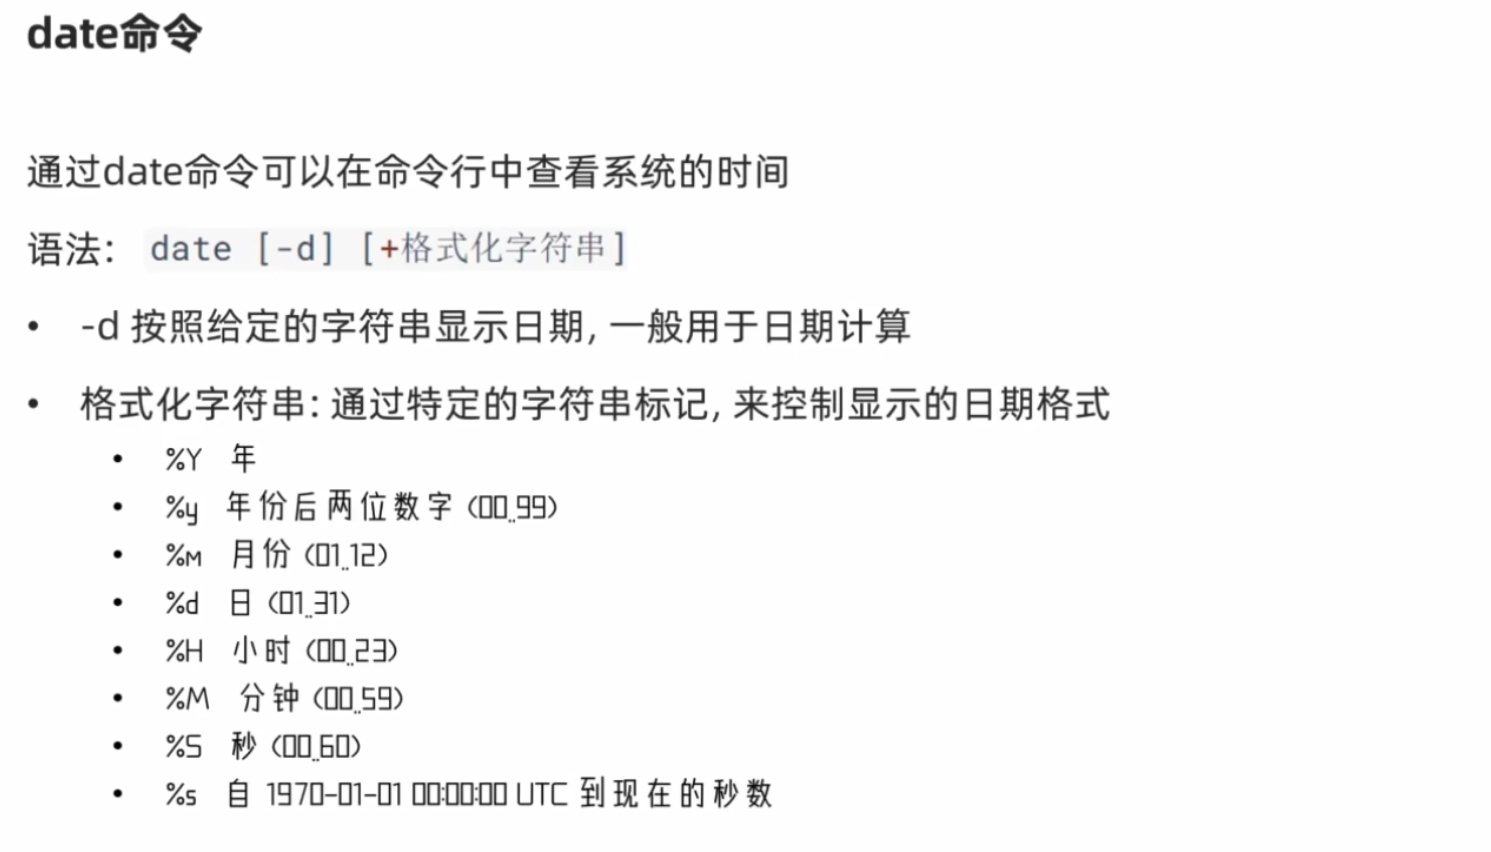 date命令
通过date命令可以在命令行中查看系统的时间
语法： date [-d] [+格式化字符串]
• -d 按照给定的字符串显示日期, 一般用于日期计算
• 格式化字符串: 通过特定的字符串标记, 来控制显示的日期格式
• %Y 年
• %y 年份后两位数字 (00..99)
• %m 月份 (01..12)
• %d 日 (01..31)
• %H 小时 (00..23)
• %M 分钟 (00..59)
• %S 秒 (00..60)
• %s 自 1970-01-01 00:00:00 UTC 到现在的秒数